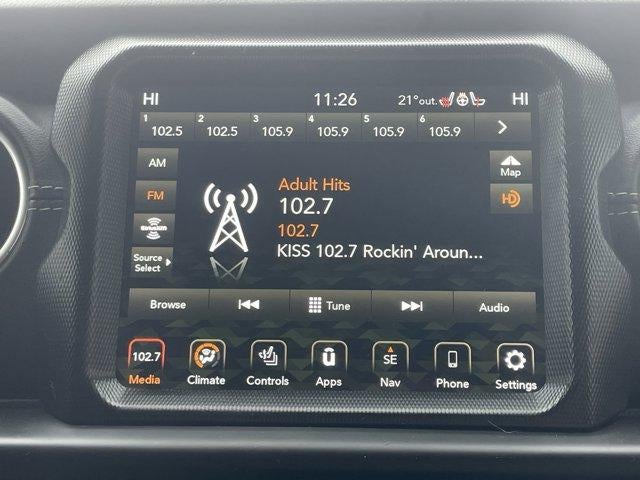 HI 11:26 21°out. HI
1 102.5 2 102.5 3 105.9 4 105.9 5 105.9 6 105.9
AM
Map
FM
HD
SiriusXM
Source Select
Adult Hits
102.7
102.7
KISS 102.7 Rockin' Aroun...
Browse Tune Audio
102.7 SE
Media Climate Controls Apps Nav Phone Settings